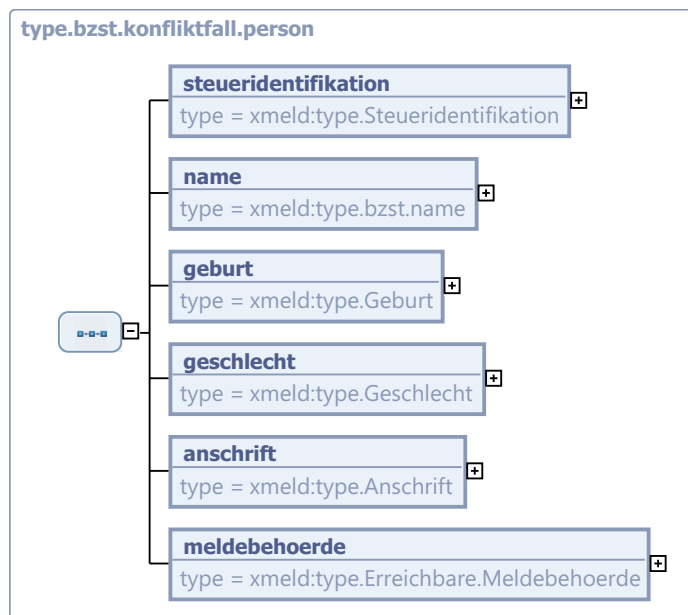 type.bzst.konfliktfall.person
steueridentifikation
type = xmeld:type.Steueridentifikation
name
type = xmeld:type.bzst.name
geburt
type = xmeld:type.Geburt
geschlecht
type = xmeld:type.Geschlecht
anschrift
type = xmeld:type.Anschrift
meldebehoerde
type = xmeld:type.Erreichbare.Meldebehoerde